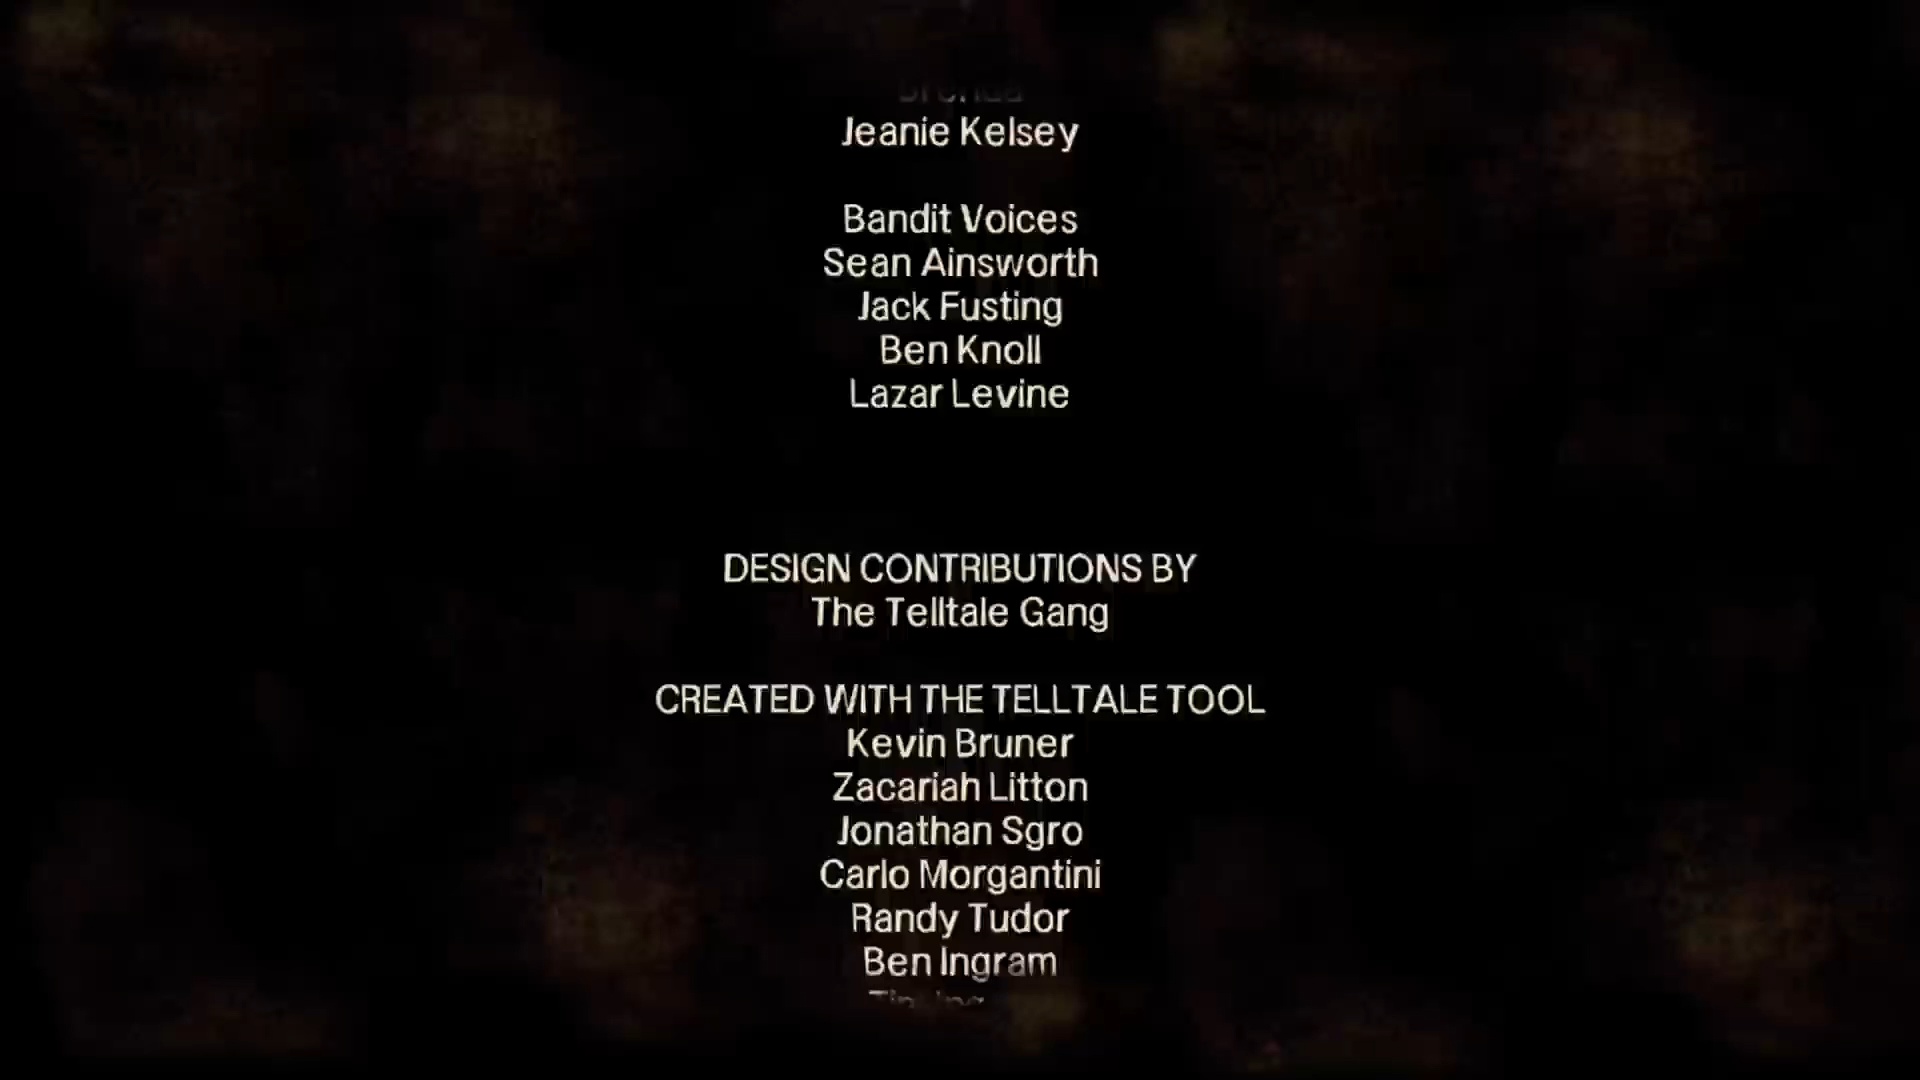 Brenda
Jeanie Kelsey
Bandit Voices
Sean Ainsworth
Jack Fusting
Ben Knoll
Lazar Levine
DESIGN CONTRIBUTIONS BY
The Telltale Gang
CREATED WITH THE TELLTALE TOOL
Kevin Bruner
Zacariah Litton
Jonathan Sgro
Carlo Morgantini
Randy Tudor
Ben Ingram